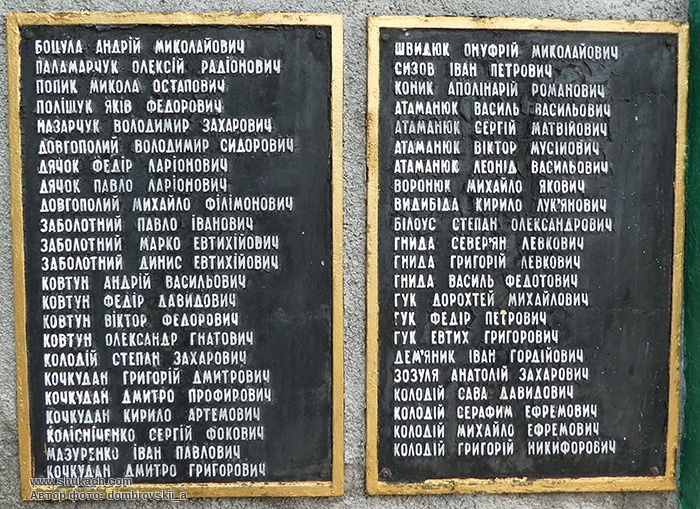 БОЦУЛА АНДРІЙ МИКОЛАЙОВИЧ
ПАЛАМАРЧУК ОЛЕКСІЙ РАДІОНОВИЧ
ПОПИК МИКОЛА ОСТАПОВИЧ
ПОЛІЩУК ЯКІВ ФЕДОРОВИЧ
НАЗАРЧУК ВОЛОДИМИР ЗАХАРОВИЧ
ДОВГОПОЛИЙ ВОЛОДИМИР СИДОРОВИЧ
ДЯЧОК ФЕДІР ЛАРІОНОВИЧ
ДЯЧОК ПАВЛО ЛАРІОНОВИЧ
ДОВГОПОЛИЙ МИХАЙЛО ФІЛІМОНОВИЧ
ЗАБОЛОТНИЙ ПАВЛО ІВАНОВИЧ
ЗАБОЛОТНИЙ МАРКО ЕВТИХІЙОВИЧ
ЗАБОЛОТНИЙ ДИНИС ЕВТИХІЙОВИЧ
КОВТУН АНДРІЙ ВАСИЛЬОВИЧ
КОВТУН ФЕДІР ДАВИДОВИЧ
КОВТУН ВІКТОР ФЕДОРОВИЧ
КОВТУН ОЛЕКСАНДР ГНАТОВИЧ
КОЛОДІЙ СТЕПАН ЗАХАРОВИЧ
КОЧКУДАН ГРИГОРІЙ ДМИТРОВИЧ
КОЧКУДАН ДМИТРО ПРОФИРОВИЧ
КОЧКУДАН КИРИЛО АРТЕМОВИЧ
КОЛІСНІЧЕНКО СЕРГІЙ ФОКОВИЧ
МАЗУРЕНКО ІВАН ПАВЛОВИЧ
КОЧКУДАН ДМИТРО ГРИГОРОВИЧ
ШВИДЮК ОНУФРІЙ МИКОЛАЙОВИЧ
СИЗОВ ІВАН ПЕТРОВИЧ
КОНИК АПОЛІНАРІЙ РОМАНОВИЧ
АТАМАНЮК ВАСИЛЬ ВАСИЛЬОВИЧ
АТАМАНЮК СЕРГІЙ МАТВІЙОВИЧ
АТАМАНЮК ВІКТОР МУСІЙОВИЧ
АТАМАНЮК ЛЕОНІД ВАСИЛЬОВИЧ
ВОРОНЮК МИХАЙЛО ЯКОВИЧ
ВИДИБІДА КИРИЛО ЛУК'ЯНОВИЧ
БІЛОУС СТЕПАН ОЛЕКСАНДРОВИЧ
ГНИДА СЕВЕР'ЯН ЛЕВКОВИЧ
ГНИДА ГРИГОРІЙ ЛЕВКОВИЧ
ГНИДА ВАСИЛЬ ФЕДОТОВИЧ
ГУК ДОРОХТЕЙ МИХАЙЛОВИЧ
ГУК ФЕДІР ПЕТРОВИЧ
ГУК ЕВТИХ ГРИГОРОВИЧ
ДЕМ'ЯНИК ІВАН ГОРДІЙОВИЧ
ЗОЗУЛЯ АНАТОЛІЙ ЗАХАРОВИЧ
КОЛОДІЙ САВА ДАВИДОВИЧ
КОЛОДІЙ СЕРАФИМ ЕФРЕМОВИЧ
КОЛОДІЙ МИХАЙЛО ЕФРЕМОВИЧ
КОЛОДІЙ ГРИГОРІЙ НИКИФОРОВИЧ
www.shukach.com
Автор фото- dombrovskii_a